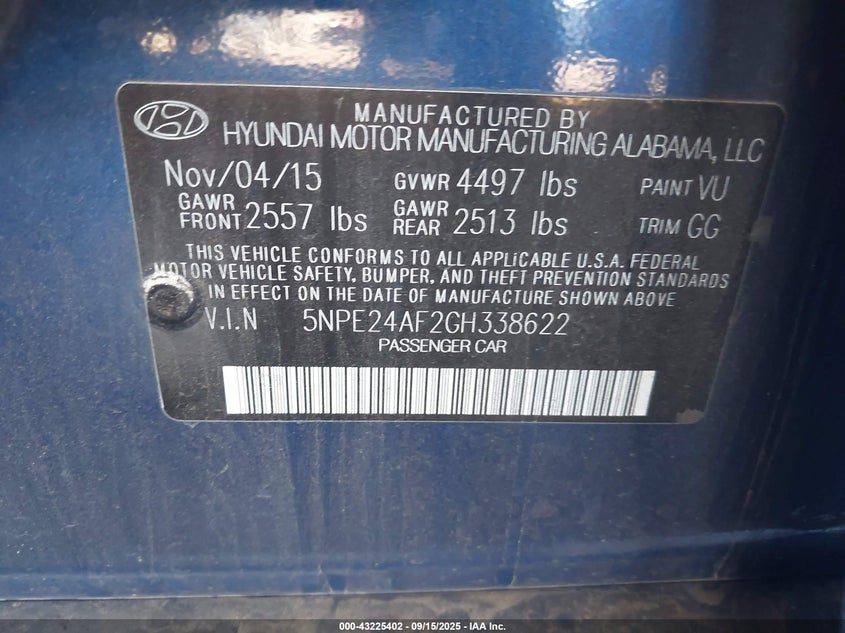 MANUFACTURED BY
HYUNDAI MOTOR MANUFACTURING ALABAMA, LLC
Nov/04/15 GVWR 4497 lbs PAINT VU
GAWR FRONT 2557 lbs GAWR REAR 2513 lbs TRIM GG
THIS VEHICLE CONFORMS TO ALL APPLiCABLE U.S.A. FEDERAL
MOTOR VEHICLE SAFETY, BUMPER, AND THEFT PREVENTION STANDARDS
IN EFFECT ON THE DATE OF MANUFACTURE SHOWN ABOVE
V.I.N 5NPE24AF2GH338622
PASSENGER CAR
000-43225402 - 09/15/2025 - IAA Inc.